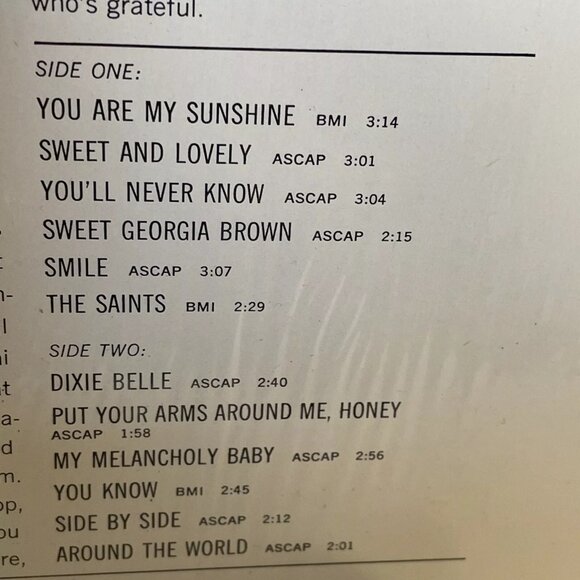 who's grateful.
SIDE ONE:
YOU ARE MY SUNSHINE BMI 3:14
SWEET AND LOVELY ASCAP 3:01
YOU'LL NEVER KNOW ASCAP 3:04
SWEET GEORGIA BROWN ASCAP 2:15
SMILE ASCAP 3:07
THE SAINTS BMI 2:29
SIDE TWO:
DIXIE BELLE ASCAP 2:40
PUT YOUR ARMS AROUND ME, HONEY
ASCAP 1:58
MY MELANCHOLY BABY ASCAP 2:56
YOU KNOW BMI 2:45
SIDE BY SIDE ASCAP 2:12
AROUND THE WORLD ASCAP 2:01